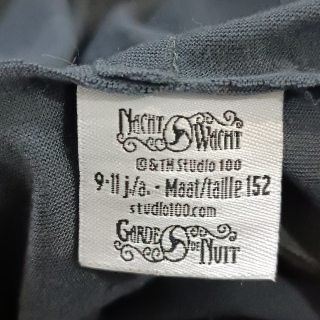 Nacht
Wacht
©&TM Studio 100
9-11 j./a. - Maat/taille 152
studio100.com
Garde
de Nuit